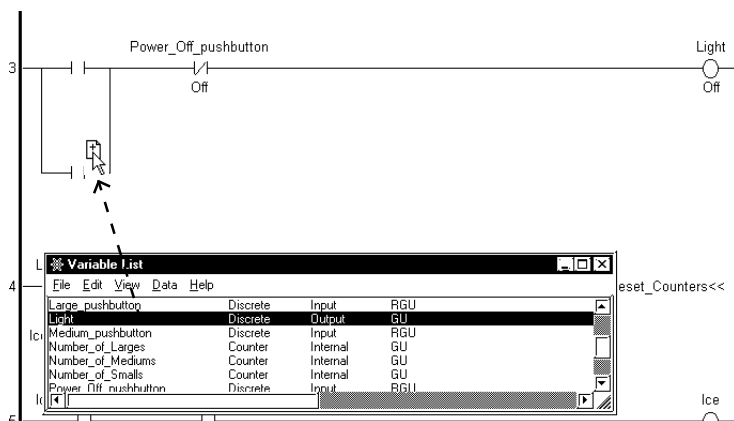 Power_Off_pushbutton Light
3
Off Off
L
Variable List
File Edit View Data Help
4 eset_Counters<<
Large_pushbutton Discrete Input RGU
Light Discrete Output GU
Medium_pushbutton Discrete Input RGU
Number_of_Larges Counter Internal GU
Number_of_Mediums Counter Internal GU
Number_of_Smalls Counter Internal GU
Power_Off_pushbutton Discrete Input RGU
Ice
5